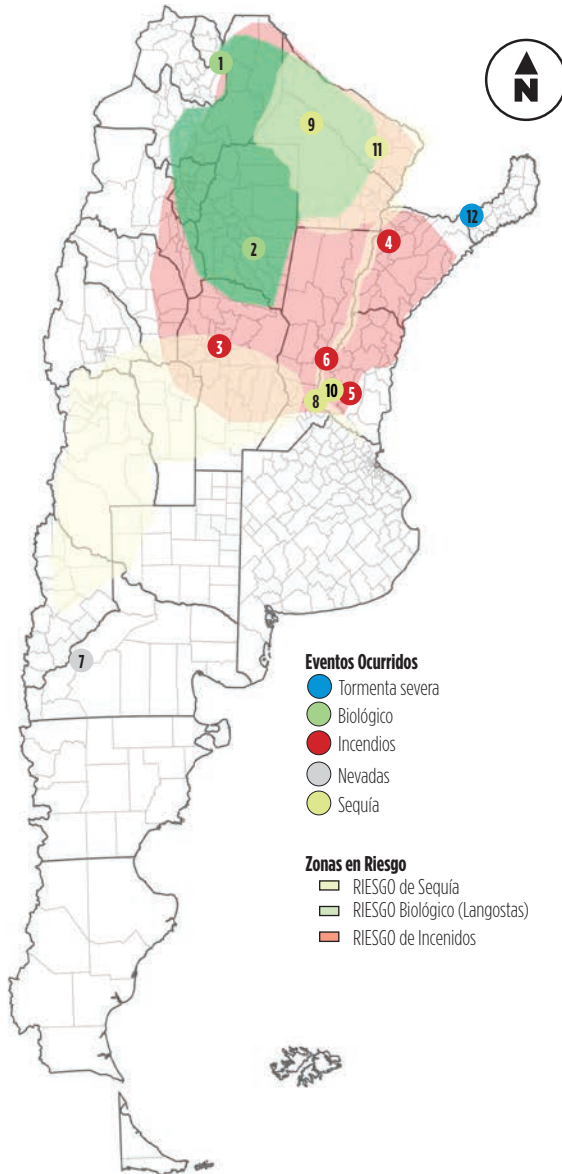 1
N
9
11
12
4
2
3
6
10
5
8
7
Eventos Ocurridos
Tormenta severa
Biológico
Incendios
Nevadas
Sequía
Zonas en Riesgo
RIESGO de Sequía
RIESGO Biológico (Langostas)
RIESGO de Incenidos